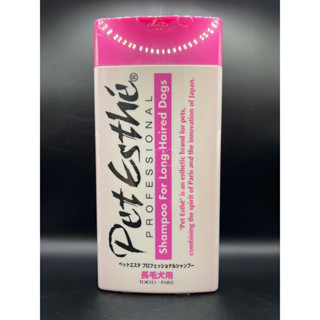 Pet Esthé®
PROFESSIONAL
Shampoo For Long-Haired Dogs
"Pet Esthé" is an esthetic brand for pets,
combining the spirit of Paris and the innovation of Japan.
ペットエステ プロフェッショナルシャンプー
長毛犬用
TOKYO - PARIS